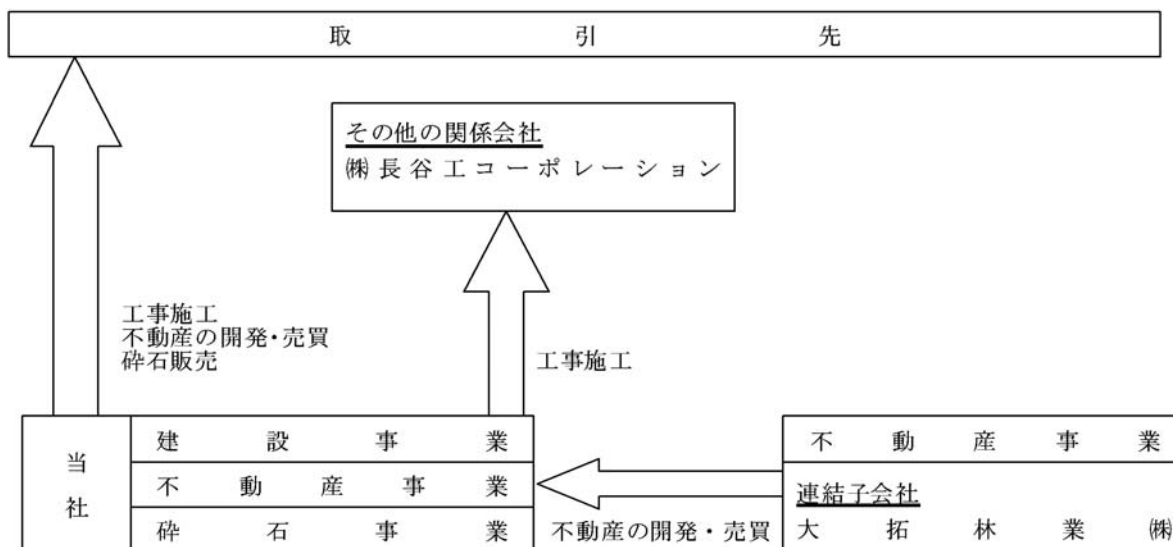 取引先
その他の関係会社
㈱長谷工コーポレーション
工事施工
不動産の開発・売買
砕石販売
工事施工
当社
建設事業
不動産事業
砕石事業
不動産の開発・売買
不動産事業
連結子会社
大拓林業㈱